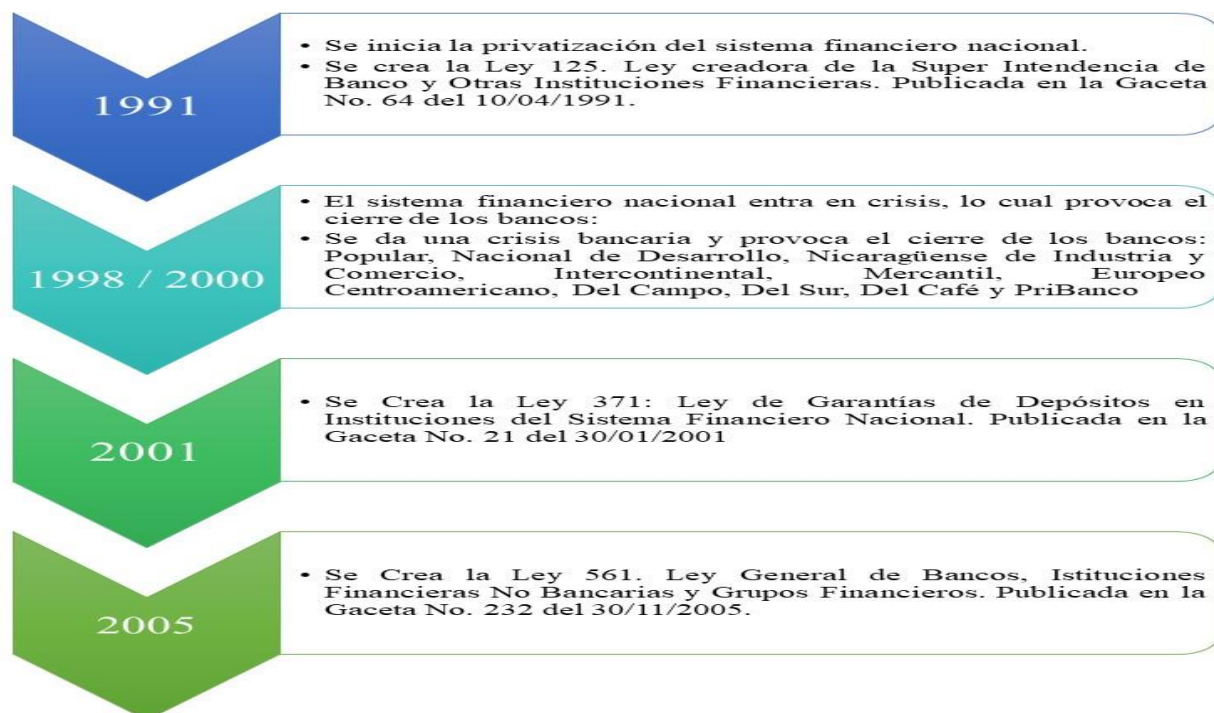 1991
• Se inicia la privatización del sistema financiero nacional.
• Se crea la Ley 125. Ley creadora de la Super Intendencia de
Banco y Otras Instituciones Financieras. Publicada en la Gaceta
No. 64 del 10/04/1991.
1998 / 2000
• El sistema financiero nacional entra en crisis, lo cual provoca el
cierre de los bancos:
• Se da una crisis bancaria y provoca el cierre de los bancos:
Popular, Nacional de Desarrollo, Nicaragüense de Industria y
Comercio, Intercontinental, Mercantil, Europeo
Centroamericano, Del Campo, Del Sur, Del Café y PriBanco
2001
• Se Crea la Ley 371: Ley de Garantías de Depósitos en
Instituciones del Sistema Financiero Nacional. Publicada en la
Gaceta No. 21 del 30/01/2001
2005
• Se Crea la Ley 561. Ley General de Bancos, Istituciones
Financieras No Bancarias y Grupos Financieros. Publicada en la
Gaceta No. 232 del 30/11/2005.